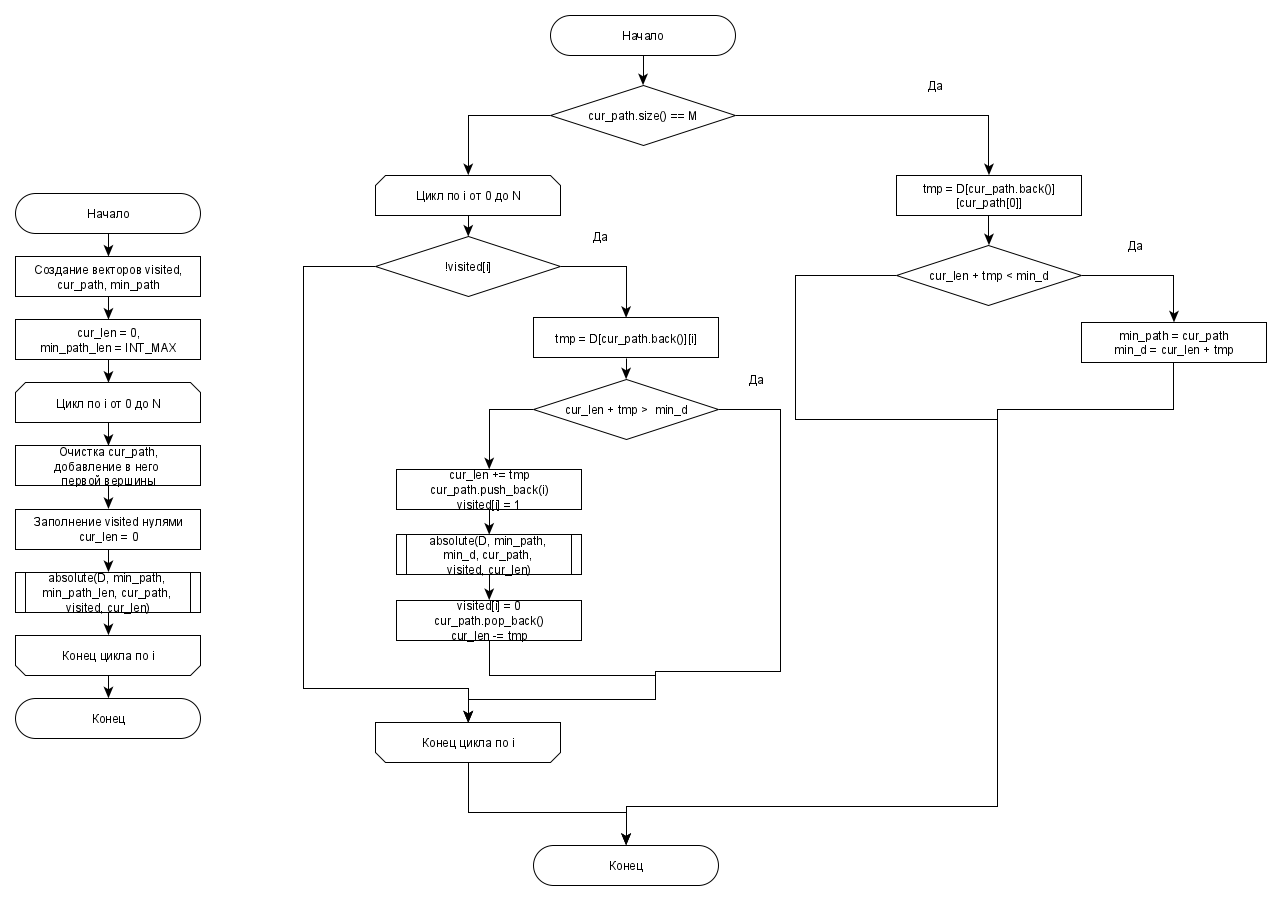 Начало
Создание векторов visited,
cur_path, min_path
cur_len = 0,
min_path_len = INT_MAX
Цикл по i от 0 до N
Очистка cur_path,
добавление в него
первой вершины
Заполнение visited нулями
cur_len = 0
absolute(D, min_path,
min_path_len, cur_path,
visited, cur_len)
Конец цикла по i
Конец
Начало
cur_path.size() == M
Да
Цикл по i от 0 до N
!visited[i]
Да
tmp = D[cur_path.back()][i]
cur_len + tmp > min_d
Да
cur_len += tmp
cur_path.push_back(i)
visited[i] = 1
absolute(D, min_path,
min_d, cur_path,
visited, cur_len)
visited[i] = 0
cur_path.pop_back()
cur_len -= tmp
Конец цикла по i
tmp = D[cur_path.back()]
[cur_path[0]]
cur_len + tmp < min_d
Да
min_path = cur_path
min_d = cur_len + tmp
Конец